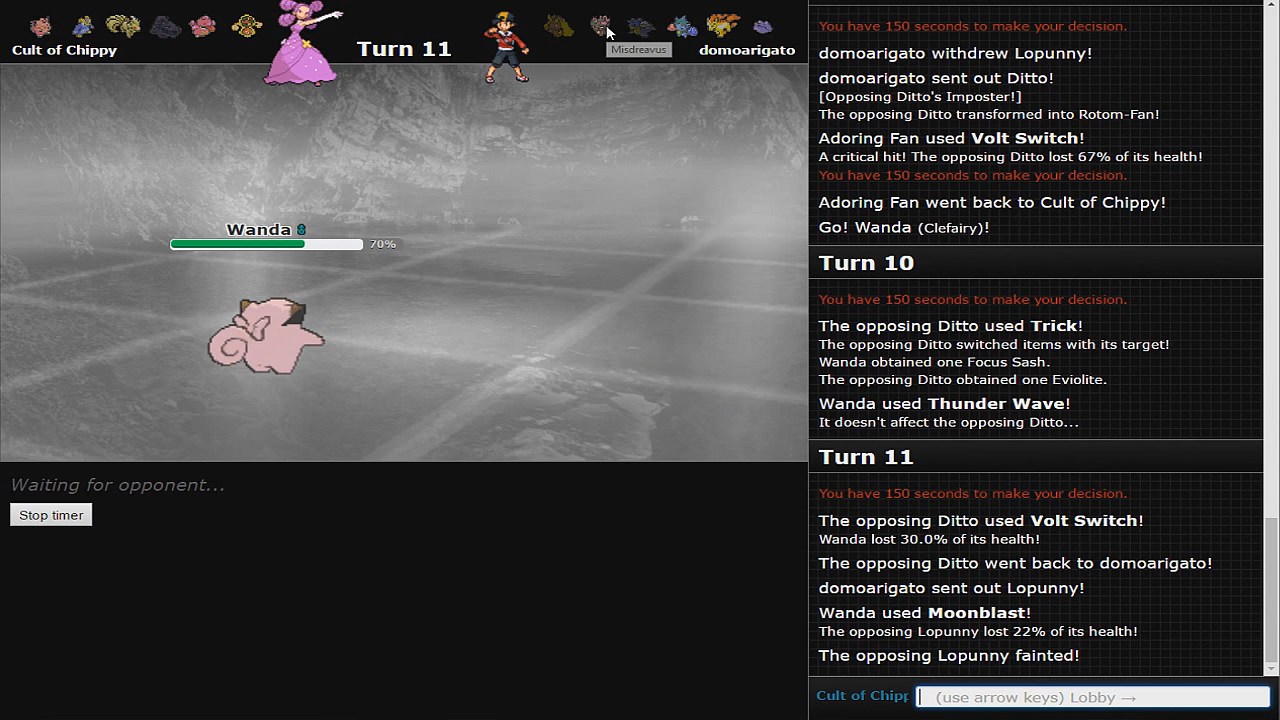 Cult of Chippy
Turn 11
Misdreavus
domoarigato
Wanda
70%
Waiting for opponent...
Stop timer
You have 150 seconds to make your decision.
domoarigato withdrew Lopunny!
domoarigato sent out Ditto!
[Opposing Ditto's Imposter!]
The opposing Ditto transformed into Rotom-Fan!
Adoring Fan used Volt Switch!
A critical hit! The opposing Ditto lost 67% of its health!
You have 150 seconds to make your decision.
Adoring Fan went back to Cult of Chippy!
Go! Wanda (Clefairy)!
Turn 10
You have 150 seconds to make your decision.
The opposing Ditto used Trick!
The opposing Ditto switched items with its target!
Wanda obtained one Focus Sash.
The opposing Ditto obtained one Eviolite.
Wanda used Thunder Wave!
It doesn't affect the opposing Ditto...
Turn 11
You have 150 seconds to make your decision.
The opposing Ditto used Volt Switch!
Wanda lost 30.0% of its health!
The opposing Ditto went back to domoarigato!
domoarigato sent out Lopunny!
Wanda used Moonblast!
The opposing Lopunny lost 22% of its health!
The opposing Lopunny fainted!
Cult of Chipp
(use arrow keys) Lobby →